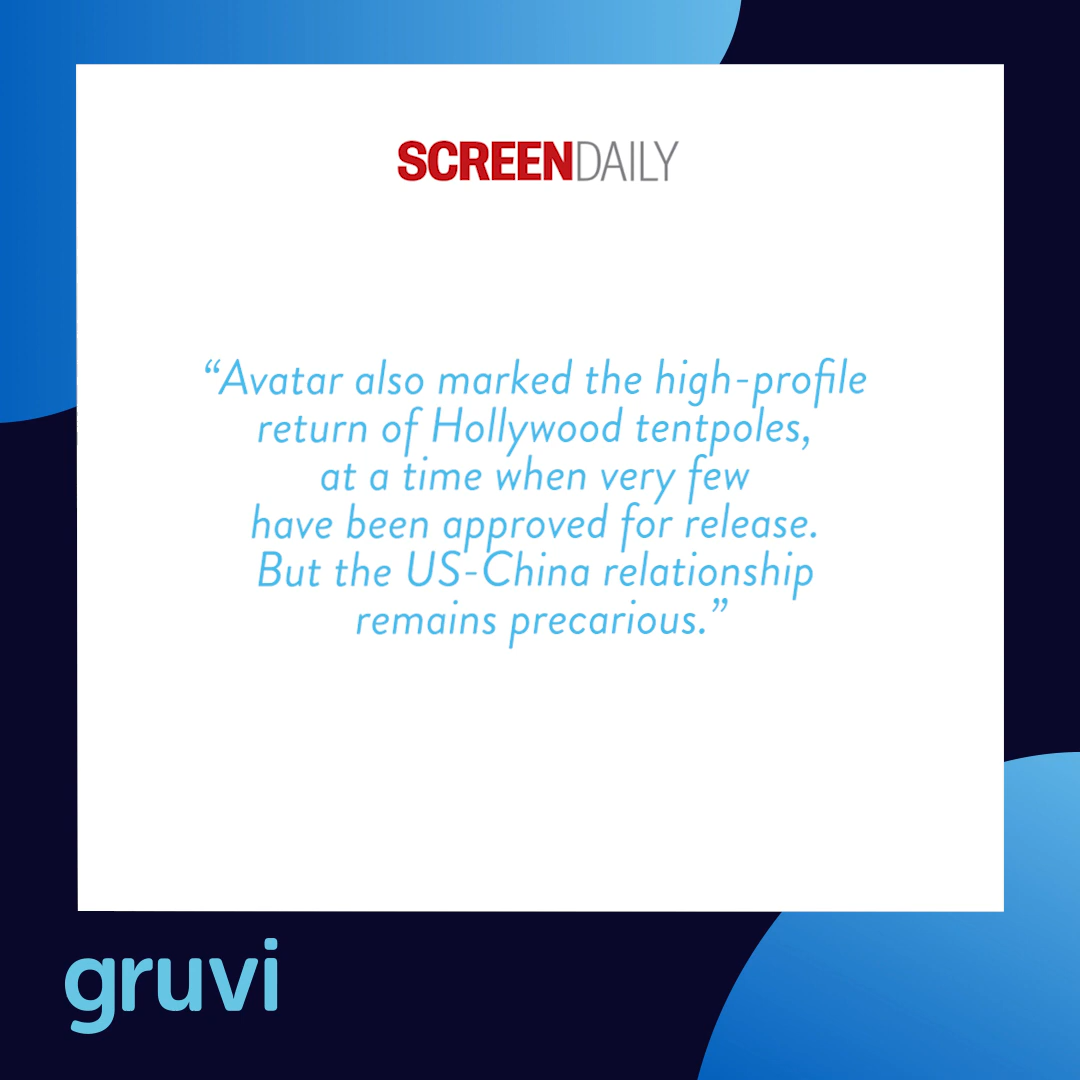 SCREENDAILY
“Avatar also marked the high-profile
return of Hollywood tentpoles,
at a time when very few
have been approved for release.
But the US-China relationship
remains precarious.”
gruvi